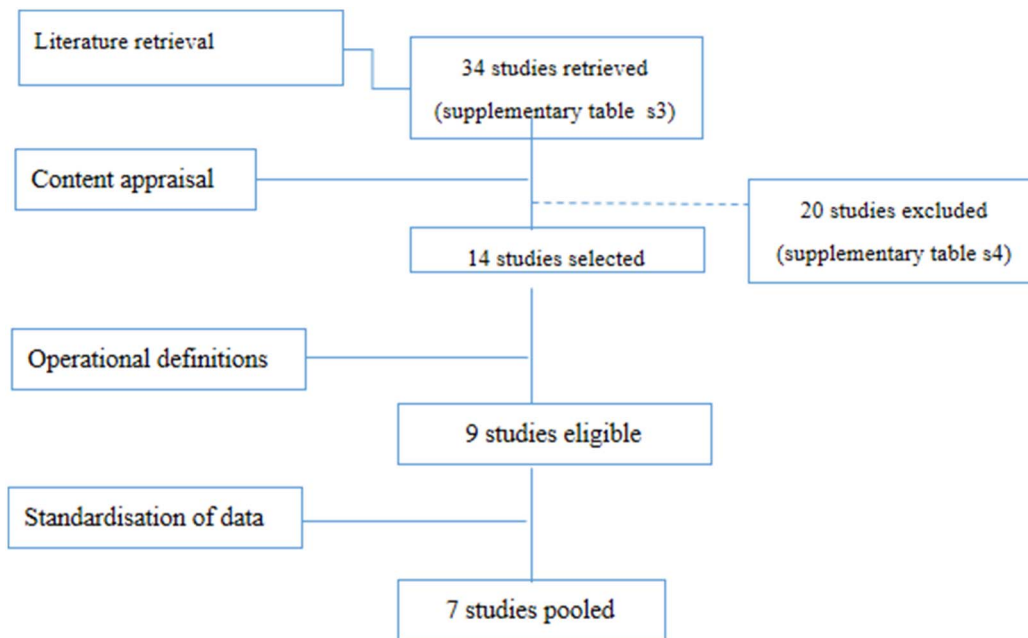 Literature retrieval
34 studies retrieved
(supplementary table s3)
Content appraisal
20 studies excluded
(supplementary table s4)
14 studies selected
Operational definitions
9 studies eligible
Standardisation of data
7 studies pooled